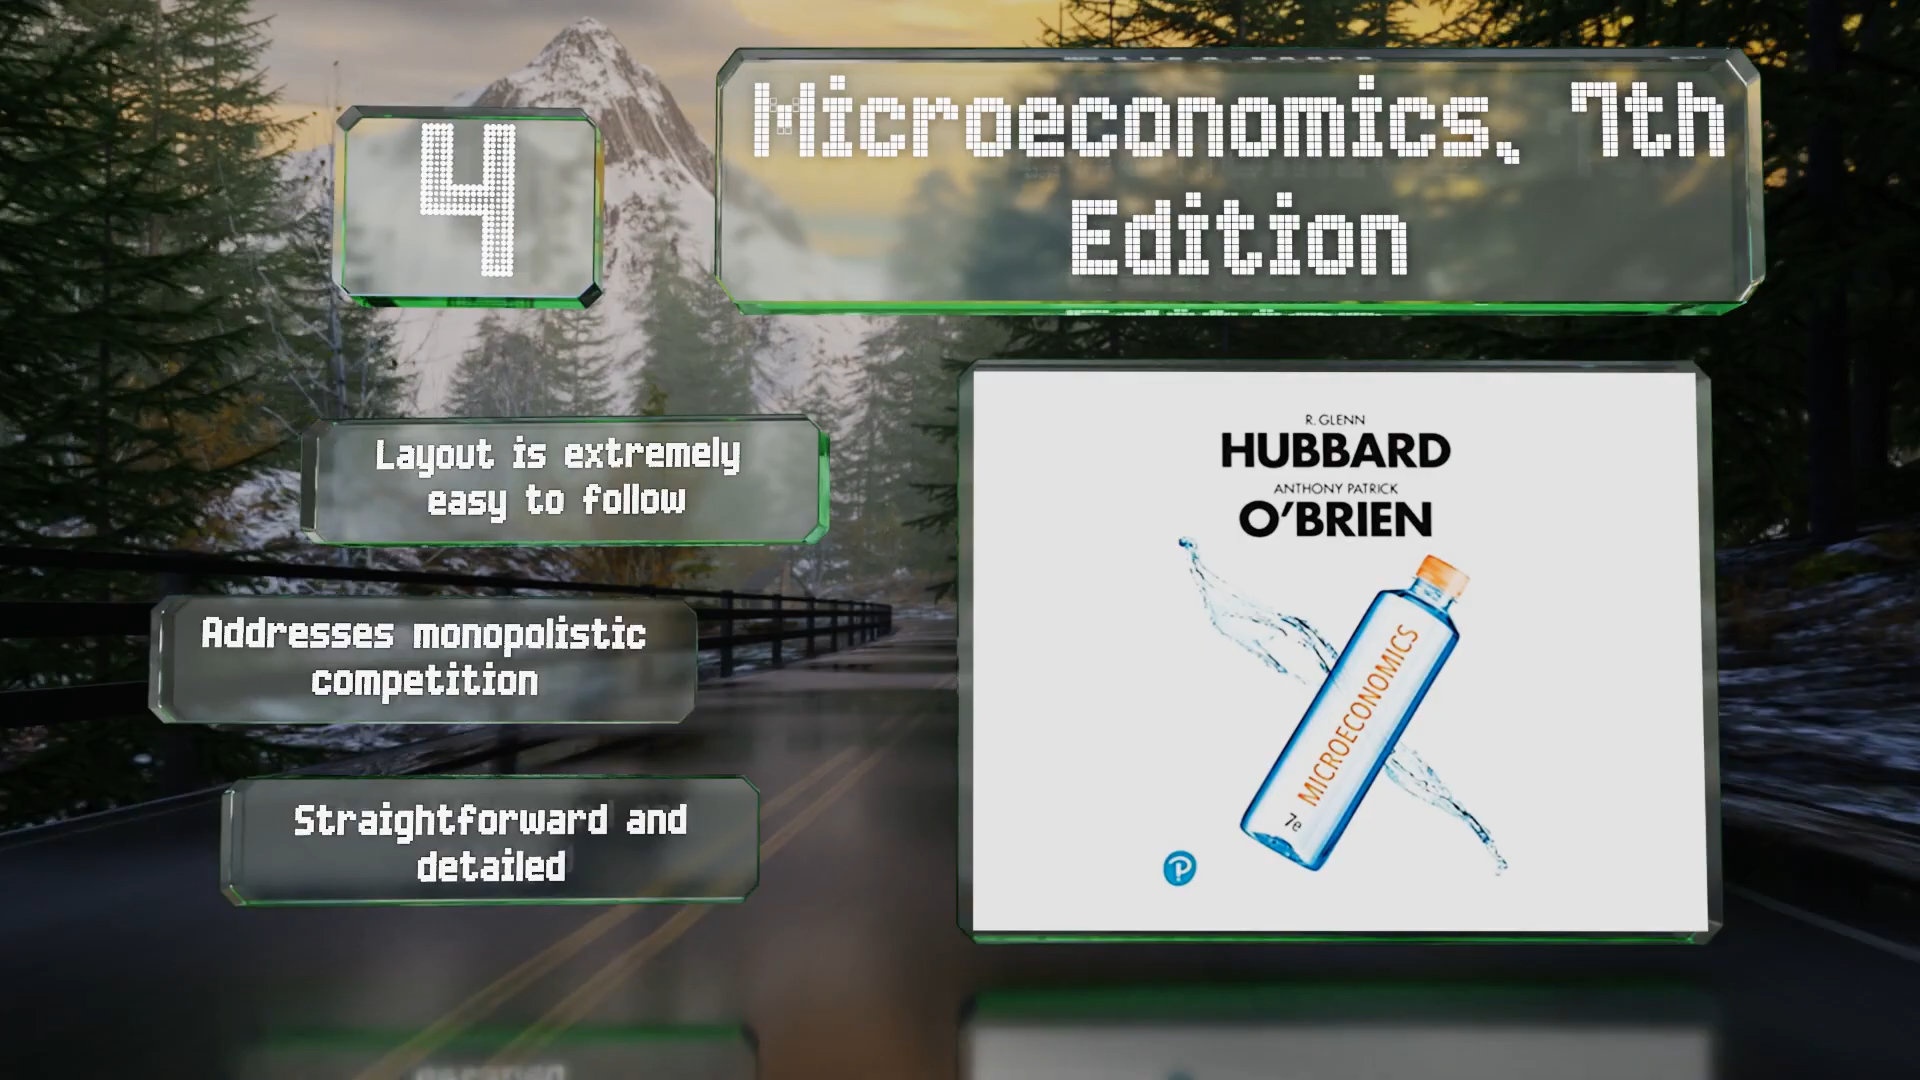 4
Microeconomics, 7th
Edition
Layout is extremely
easy to follow
Addresses monopolistic
competition
Straightforward and
detailed
R. GLENN
HUBBARD
ANTHONY PATRICK
O'BRIEN
MICROECONOMICS
7e
P